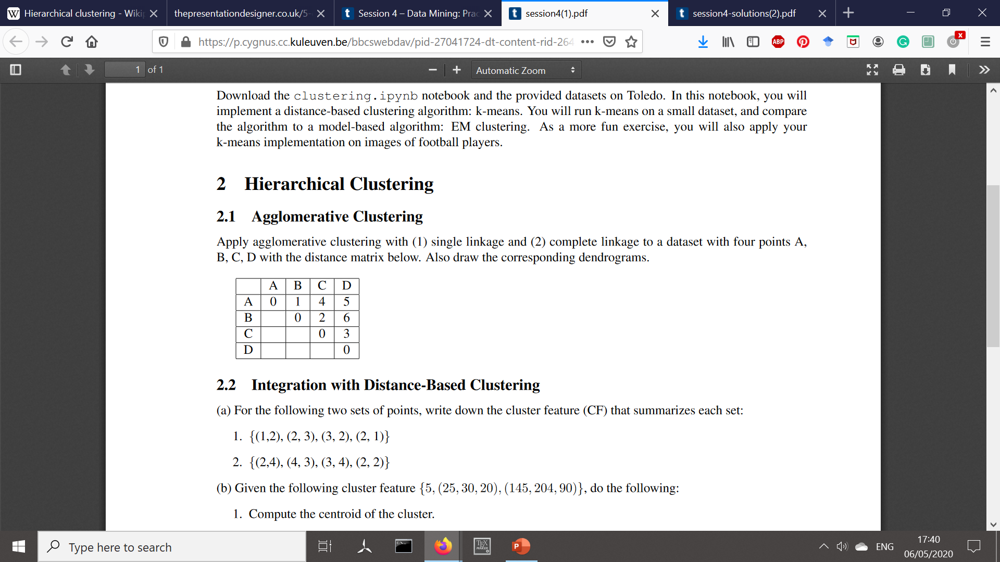 Hierarchical clustering - Wiki
thepresentationdesigner.co.uk/5-
Session 4 – Data Mining: Prac
session4(1).pdf
session4-solutions(2).pdf
https://p.cygnus.cc.kuleuven.be/bbcswebdav/pid-27041724-dt-content-rid-264
ABP
x
1 of 1
Automatic Zoom
Download the clustering.ipynb notebook and the provided datasets on Toledo. In this notebook, you will
implement a distance-based clustering algorithm: k-means. You will run k-means on a small dataset, and compare
the algorithm to a model-based algorithm: EM clustering. As a more fun exercise, you will also apply your
k-means implementation on images of football players.
2 Hierarchical Clustering
2.1 Agglomerative Clustering
Apply agglomerative clustering with (1) single linkage and (2) complete linkage to a dataset with four points A,
B, C, D with the distance matrix below. Also draw the corresponding dendrograms.
A B C D
A 0 1 4 5
B 0 2 6
C 0 3
D 0
2.2 Integration with Distance-Based Clustering
(a) For the following two sets of points, write down the cluster feature (CF) that summarizes each set:
1. {(1,2), (2, 3), (3, 2), (2, 1)}
2. {(2,4), (4, 3), (3, 4), (2, 2)}
(b) Given the following cluster feature {5, (25, 30, 20), (145, 204, 90)}, do the following:
1. Compute the centroid of the cluster.
Type here to search
TEX
MAKER
P
ENG
17:40
06/05/2020